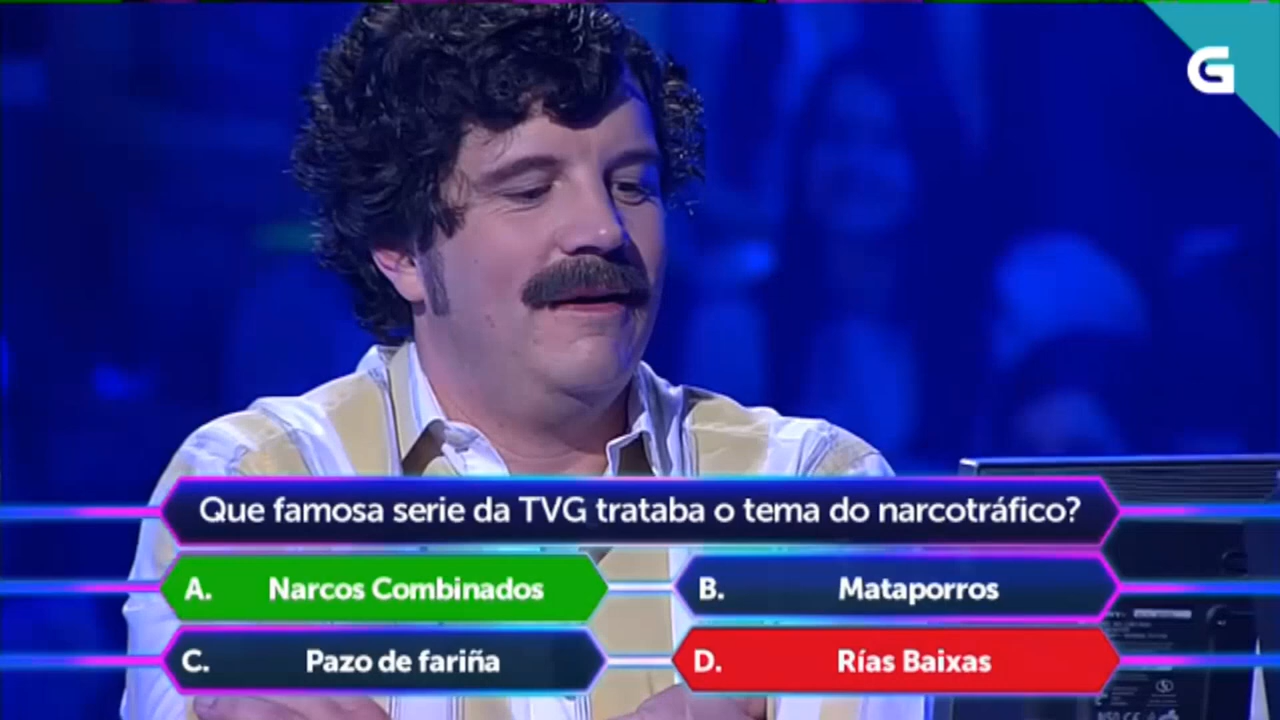 G
Que famosa serie da TVG trataba o tema do narcotráfico?
A. Narcos Combinados
B. Mataporros
C. Pazo de fariña
D. Rías Baixas